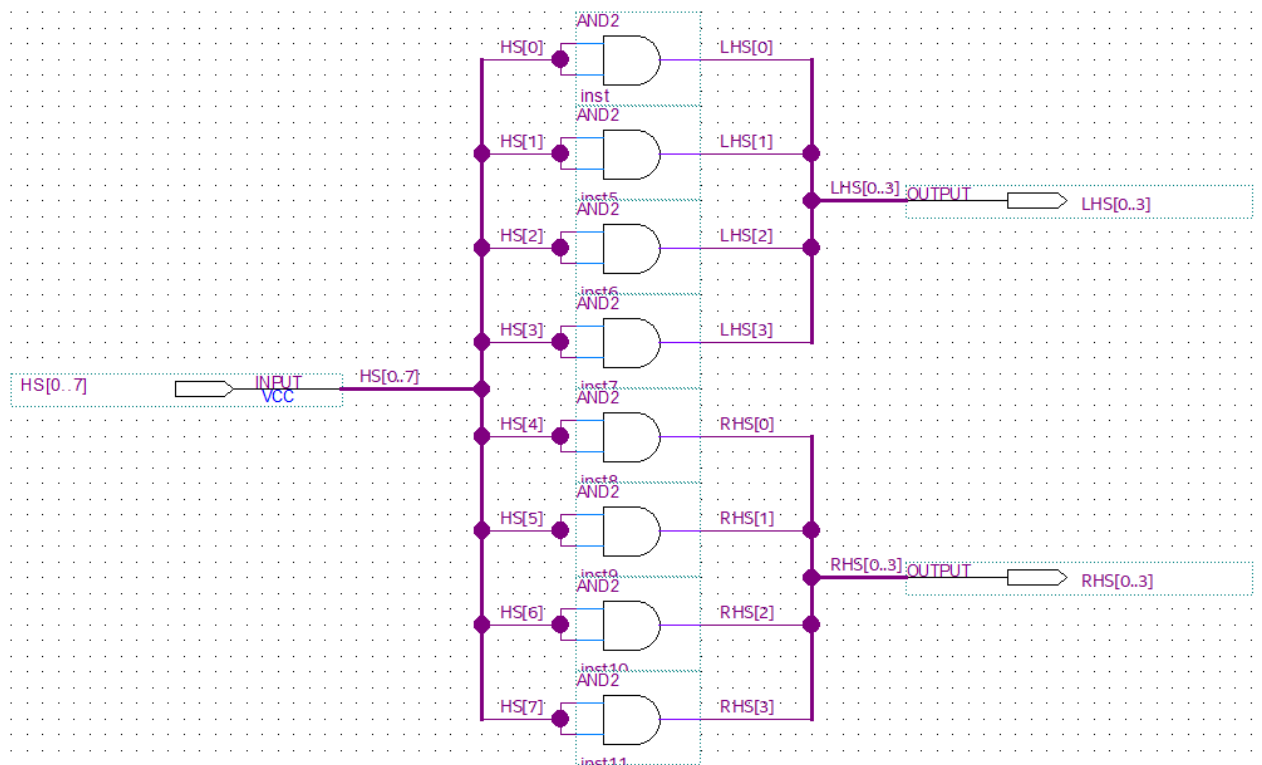 AND2
HS[0]
LHS[0]
inst
AND2
HS[1]
LHS[1]
inst5
LHS[0..3]
OUTPUT
LHS[0..3]
AND2
HS[2]
LHS[2]
inst6
AND2
HS[3]
LHS[3]
inst7
HS[0..7]
INPUT
VCC
HS[0..7]
AND2
HS[4]
RHS[0]
inst8
AND2
HS[5]
RHS[1]
inst9
RHS[0..3]
OUTPUT
RHS[0..3]
AND2
HS[6]
RHS[2]
inst10
AND2
HS[7]
RHS[3]
inst11